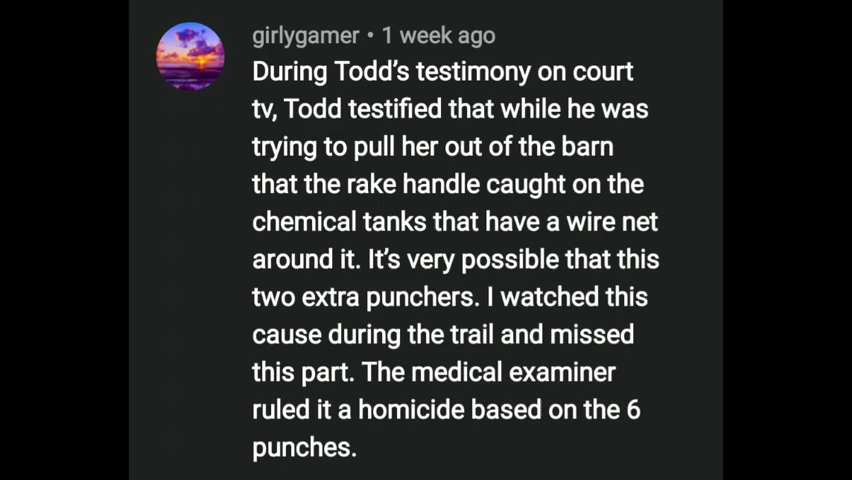 girlygamer • 1 week ago
During Todd's testimony on court
tv, Todd testified that while he was
trying to pull her out of the barn
that the rake handle caught on the
chemical tanks that have a wire net
around it. It's very possible that this
two extra punchers. I watched this
cause during the trail and missed
this part. The medical examiner
ruled it a homicide based on the 6
punches.